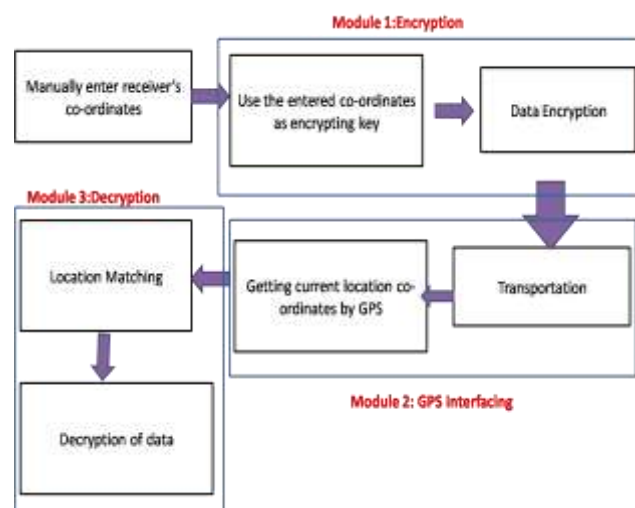 Module 1:Encryption
Manually enter receiver's
co-ordinates
Use the entered co-ordinates
as encrypting key
Data Encryption
Module 3:Decryption
Location Matching
Getting current location co-
ordinates by GPS
Transportation
Decryption of data
Module 2: GPS Interfacing